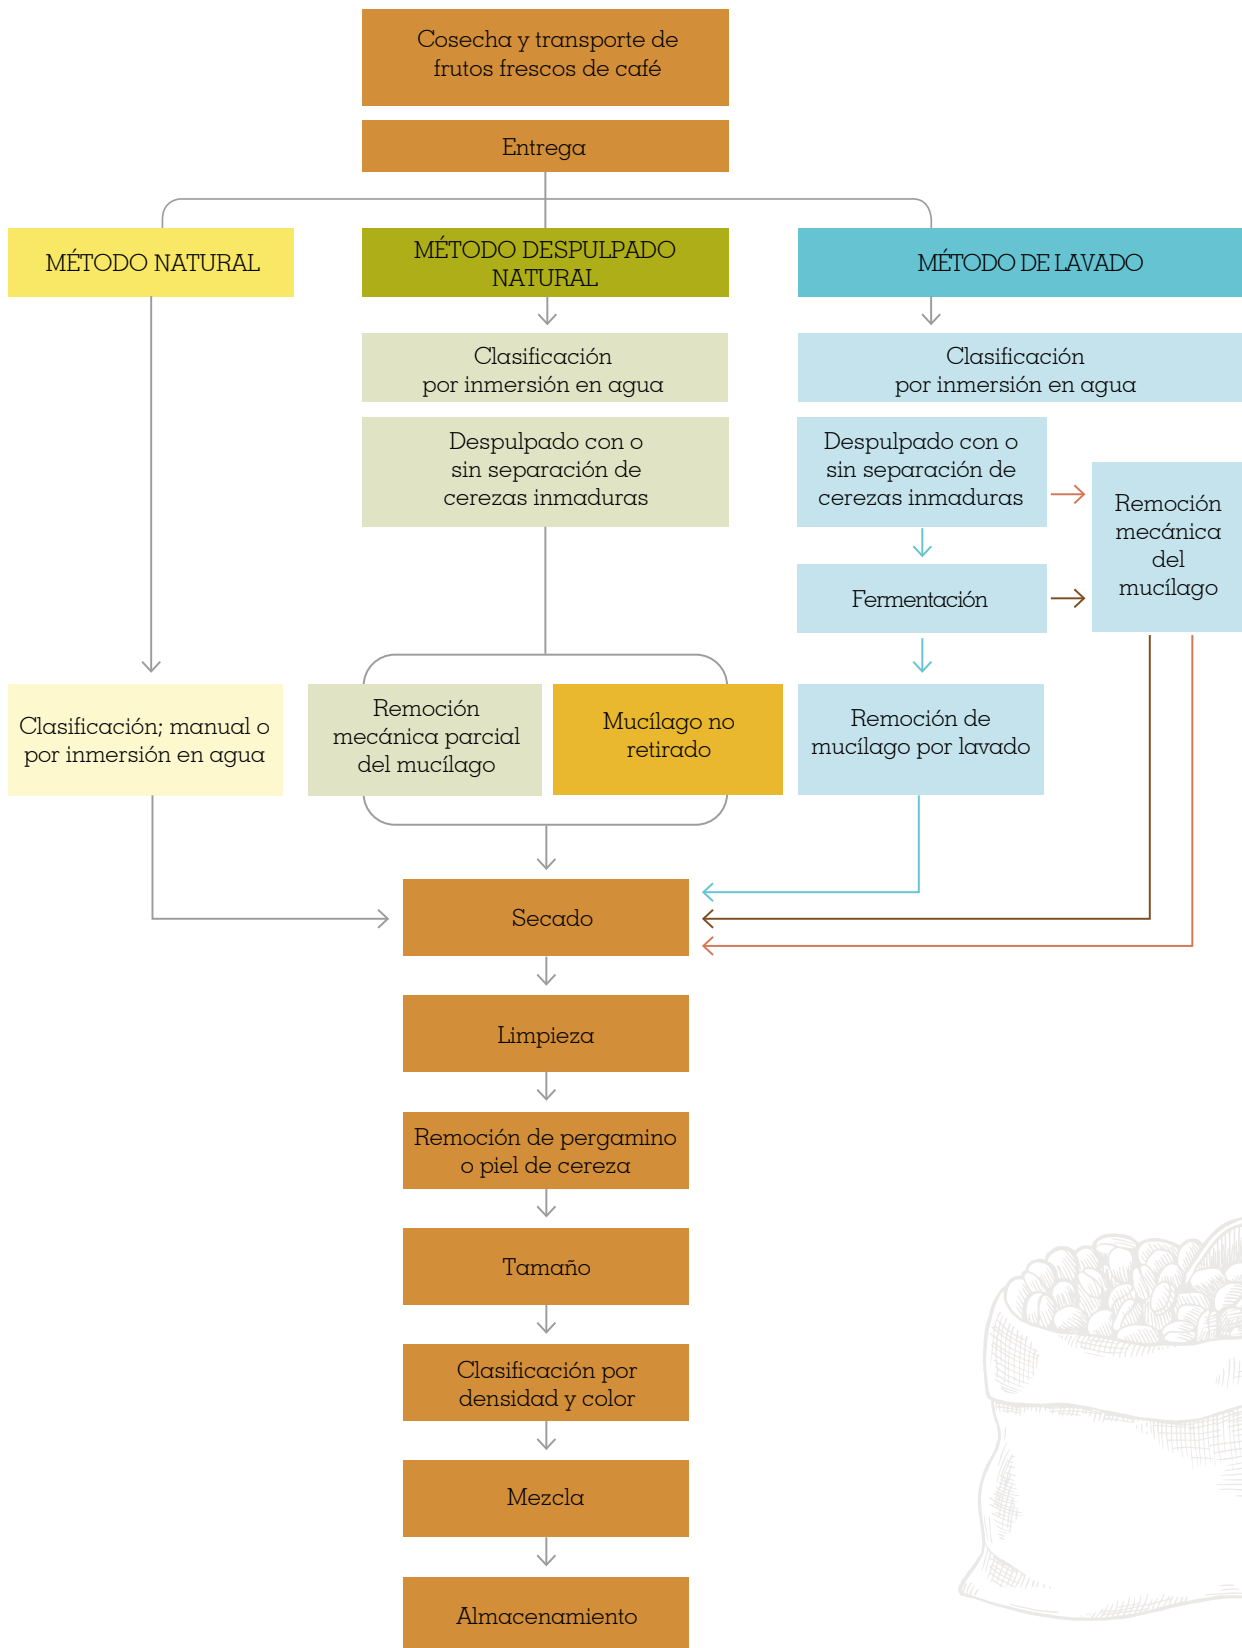 Cosecha y transporte de
frutos frescos de café
Entrega
MÉTODO NATURAL
MÉTODO DESPULPADO
NATURAL
MÉTODO DE LAVADO
Clasificación
por inmersión en agua
Clasificación
por inmersión en agua
Despulpado con o
sin separación de
cerezas inmaduras
Despulpado con o
sin separación de
cerezas inmaduras
Remoción
mecánica
del
mucílago
Fermentación
Clasificación; manual o
por inmersión en agua
Remoción
mecánica parcial
del mucílago
Mucílago no
retirado
Remoción de
mucílago por lavado
Secado
Limpieza
Remoción de pergamino
o piel de cereza
Tamaño
Clasificación por
densidad y color
Mezcla
Almacenamiento